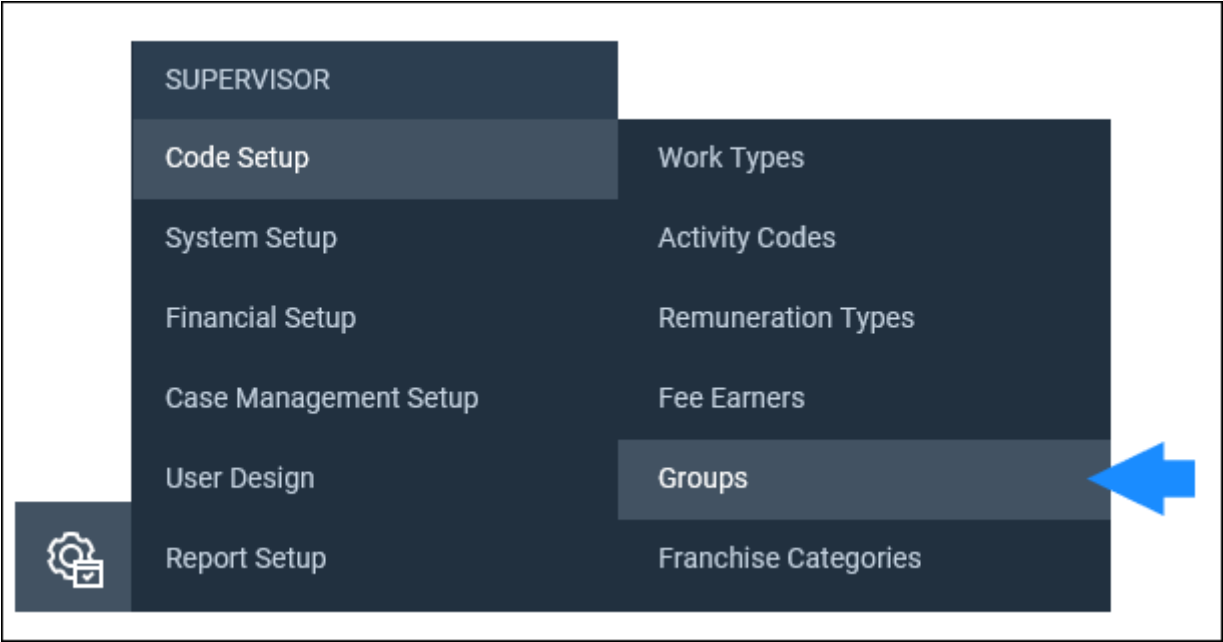 SUPERVISOR
Code Setup
System Setup
Financial Setup
Case Management Setup
User Design
Report Setup
Work Types
Activity Codes
Remuneration Types
Fee Earners
Groups
Franchise Categories